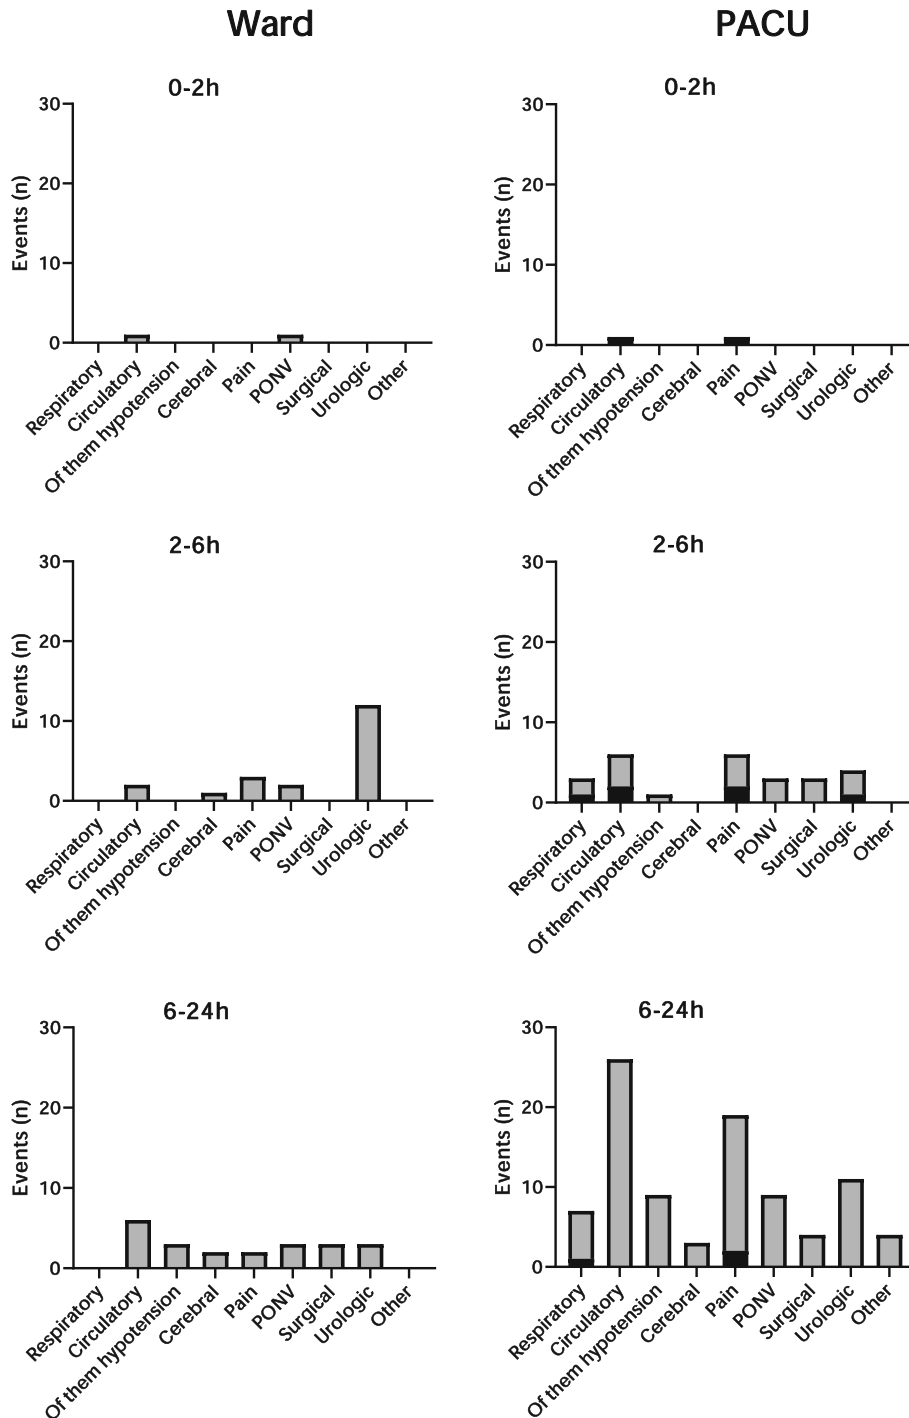 Ward
PACU
0-2h
30
20
10
0
Events (n)
Respiratory
Circulatory
Of them hypotension
Cerebral
Pain
PONV
Surgical
Urologic
Other
0-2h
30
20
10
0
Events (n)
Respiratory
Circulatory
Of them hypotension
Cerebral
Pain
PONV
Surgical
Urologic
Other
2-6h
30
20
10
0
Events (n)
Respiratory
Circulatory
Of them hypotension
Cerebral
Pain
PONV
Surgical
Urologic
Other
2-6h
30
20
10
0
Events (n)
Respiratory
Circulatory
Of them hypotension
Cerebral
Pain
PONV
Surgical
Urologic
Other
6-24h
30
20
10
0
Events (n)
Respiratory
Circulatory
Of them hypotension
Cerebral
Pain
PONV
Surgical
Urologic
Other
6-24h
30
20
10
0
Events (n)
Respiratory
Circulatory
Of them hypotension
Cerebral
Pain
PONV
Surgical
Urologic
Other